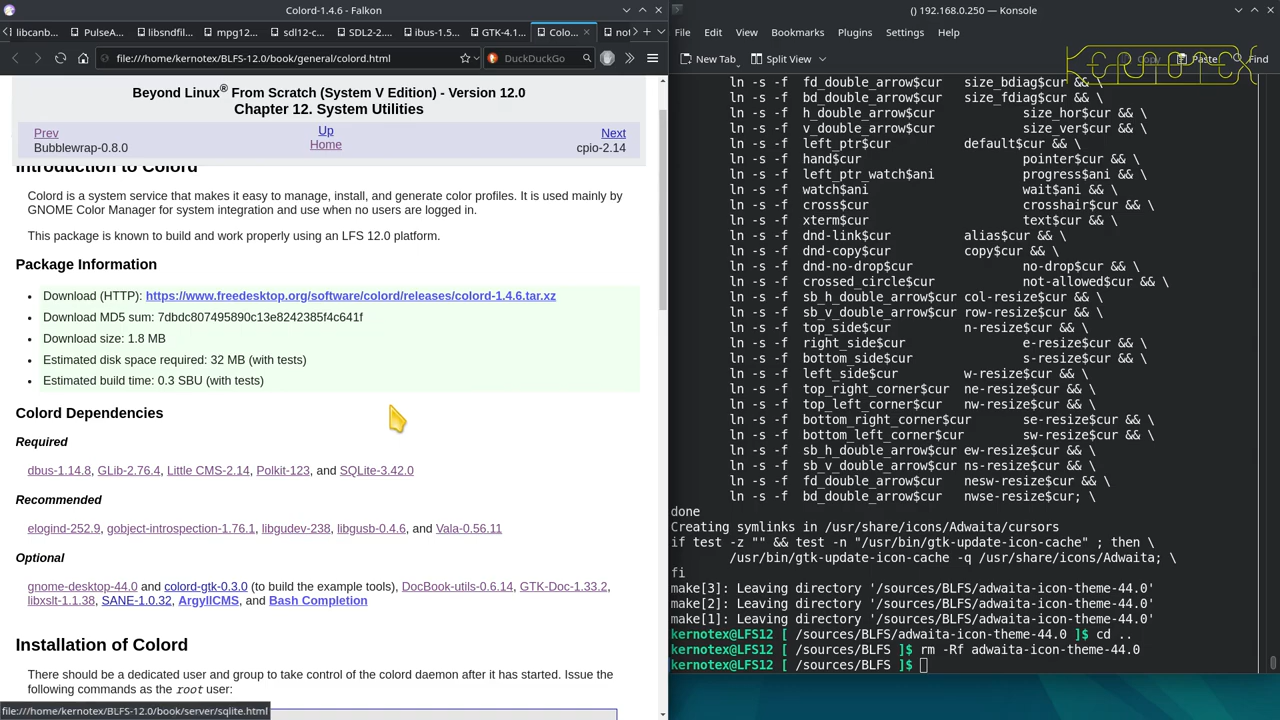 Colord-1.4.6 - Falkon
libcanb...
PulseA...
libsndfil...
mpg12...
sdl12-c...
SDL2-2....
ibus-1.5...
GTK-4.1...
Colo...
not
file:///home/kernotex/BLFS-12.0/book/general/colord.html
DuckDuckGo
Beyond Linux® From Scratch (System V Edition) - Version 12.0
Chapter 12. System Utilities
Prev
Up
Next
Bubblewrap-0.8.0
Home
cpio-2.14
Introduction to Colord
Colord is a system service that makes it easy to manage, install, and generate color profiles. It is used mainly by
GNOME Color Manager for system integration and use when no users are logged in.
This package is known to build and work properly using an LFS 12.0 platform.
Package Information
• Download (HTTP): https://www.freedesktop.org/software/colord/releases/colord-1.4.6.tar.xz
• Download MD5 sum: 7dbdc807495890c13e8242385f4c641f
• Download size: 1.8 MB
• Estimated disk space required: 32 MB (with tests)
• Estimated build time: 0.3 SBU (with tests)
Colord Dependencies
Required
dbus-1.14.8, GLib-2.76.4, Little CMS-2.14, Polkit-123, and SQLite-3.42.0
Recommended
elogind-252.9, gobject-introspection-1.76.1, libgudev-238, libgusb-0.4.6, and Vala-0.56.11
Optional
gnome-desktop-44.0 and colord-gtk-0.3.0 (to build the example tools), DocBook-utils-0.6.14, GTK-Doc-1.33.2,
libxslt-1.1.38, SANE-1.0.32, ArgyllCMS, and Bash Completion
Installation of Colord
There should be a dedicated user and group to take control of the colord daemon after it has started. Issue the
following commands as the root user:
file:///home/kernotex/BLFS-12.0/book/server/sqlite.html
() 192.168.0.250 — Konsole
File Edit View Bookmarks Plugins Settings Help
New Tab Split View Copy Paste Find
Kernotex
ln -s -f fd_double_arrow$cur size_bdiag$cur && \
ln -s -f bd_double_arrow$cur size_fdiag$cur && \
ln -s -f h_double_arrow$cur size_hor$cur && \
ln -s -f v_double_arrow$cur size_ver$cur && \
ln -s -f left_ptr$cur default$cur && \
ln -s -f hand$cur pointer$cur && \
ln -s -f left_ptr_watch$ani progress$ani && \
ln -s -f watch$ani wait$ani && \
ln -s -f cross$cur crosshair$cur && \
ln -s -f xterm$cur text$cur && \
ln -s -f dnd-link$cur alias$cur && \
ln -s -f dnd-copy$cur copy$cur && \
ln -s -f dnd-no-drop$cur no-drop$cur && \
ln -s -f crossed_circle$cur not-allowed$cur && \
ln -s -f sb_h_double_arrow$cur col-resize$cur && \
ln -s -f sb_v_double_arrow$cur row-resize$cur && \
ln -s -f top_side$cur n-resize$cur && \
ln -s -f right_side$cur e-resize$cur && \
ln -s -f bottom_side$cur s-resize$cur && \
ln -s -f left_side$cur w-resize$cur && \
ln -s -f top_right_corner$cur ne-resize$cur && \
ln -s -f top_left_corner$cur nw-resize$cur && \
ln -s -f bottom_right_corner$cur se-resize$cur && \
ln -s -f bottom_left_corner$cur sw-resize$cur && \
ln -s -f sb_h_double_arrow$cur ew-resize$cur && \
ln -s -f sb_v_double_arrow$cur ns-resize$cur && \
ln -s -f fd_double_arrow$cur nesw-resize$cur && \
ln -s -f bd_double_arrow$cur nwse-resize$cur; \
done
Creating symlinks in /usr/share/icons/Adwaita/cursors
if test -z "" && test -n "/usr/bin/gtk-update-icon-cache" ; then \
/usr/bin/gtk-update-icon-cache -q /usr/share/icons/Adwaita; \
fi
make[3]: Leaving directory '/sources/BLFS/adwaita-icon-theme-44.0'
make[2]: Leaving directory '/sources/BLFS/adwaita-icon-theme-44.0'
make[1]: Leaving directory '/sources/BLFS/adwaita-icon-theme-44.0'
kernotex@LFS12 [ /sources/BLFS/adwaita-icon-theme-44.0 ]$ cd ..
kernotex@LFS12 [ /sources/BLFS ]$ rm -Rf adwaita-icon-theme-44.0
kernotex@LFS12 [ /sources/BLFS ]$